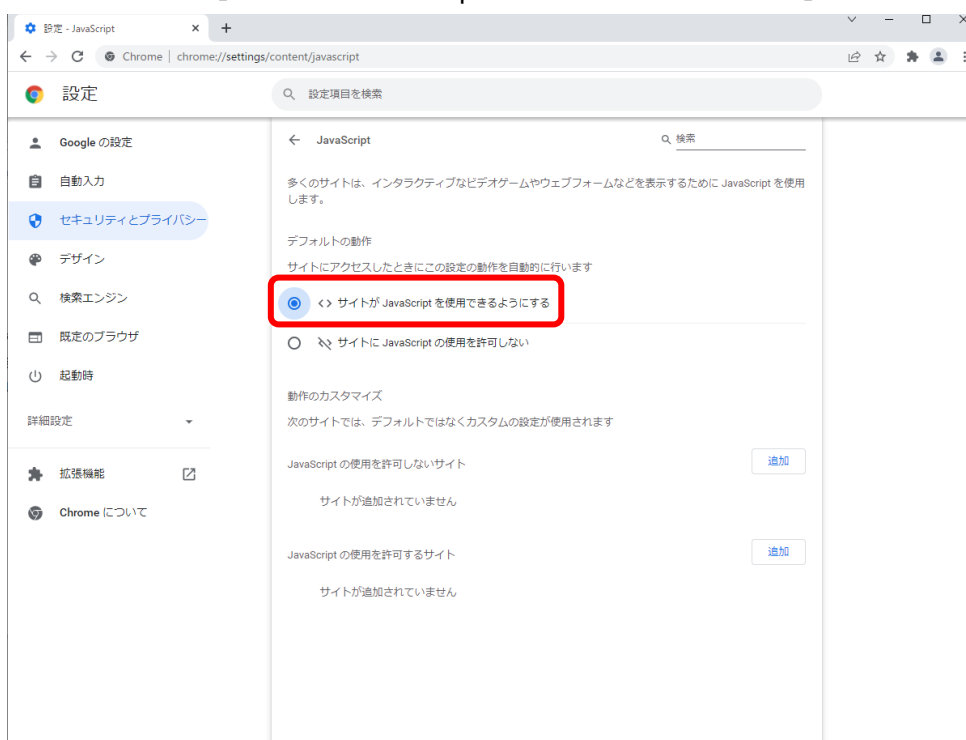 設定 - JavaScript
Chrome | chrome://settings/content/javascript
設定
設定項目を検索
Google の設定
自動入力
セキュリティとプライバシー
デザイン
検索エンジン
既定のブラウザ
起動時
詳細設定
拡張機能
Chrome について
JavaScript
検索
多くのサイトは、インタラクティブなビデオゲームやウェブフォームなどを表示するために JavaScript を使用
します。
デフォルトの動作
サイトにアクセスしたときにこの設定の動作を自動的に行います
サイトが JavaScript を使用できるようにする
サイトに JavaScript の使用を許可しない
動作のカスタマイズ
次のサイトでは、デフォルトではなくカスタムの設定が使用されます
JavaScript の使用を許可しないサイト
追加
サイトが追加されていません
JavaScript の使用を許可するサイト
追加
サイトが追加されていません